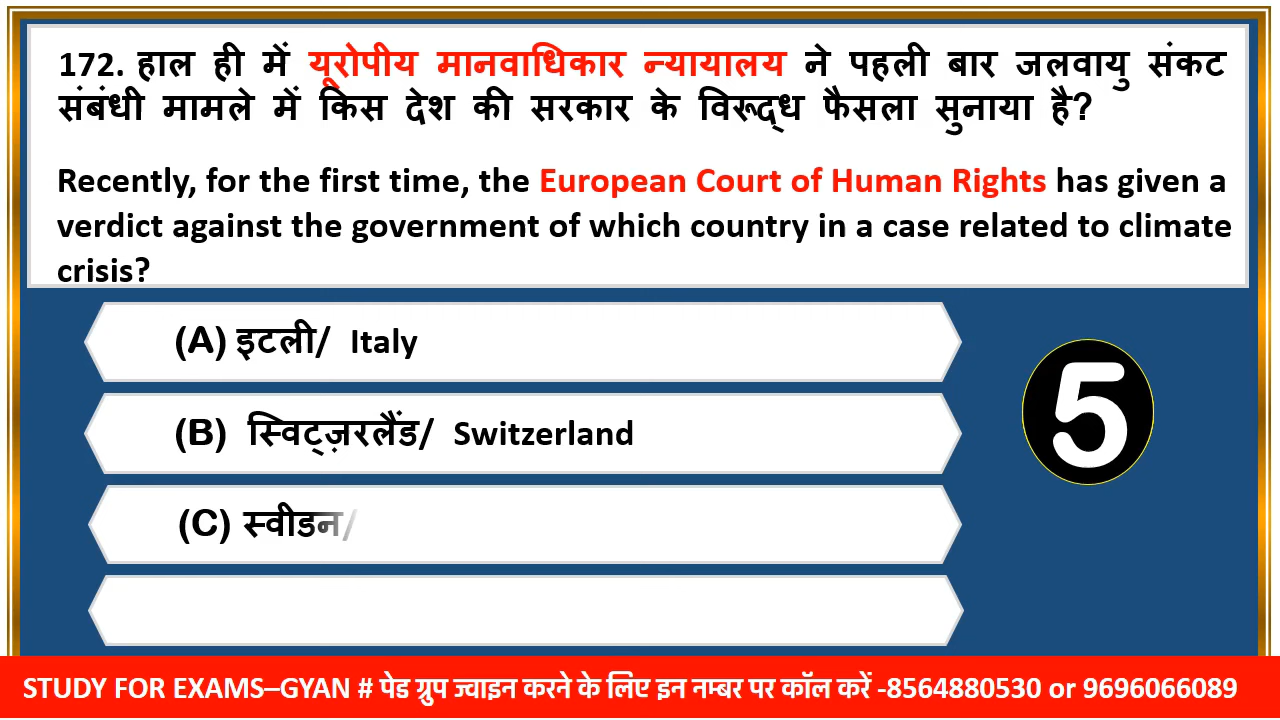 172. हाल ही में यूरोपीय मानवाधिकार न्यायालय ने पहली बार जलवायु संकट
संबंधी मामले में किस देश की सरकार के विरूद्ध फैसला सुनाया है?
Recently, for the first time, the European Court of Human Rights has given a
verdict against the government of which country in a case related to climate
crisis?
(A) इटली/ Italy
(B) स्विट्ज़रलैंड/ Switzerland
5
(C) स्वीडन/
STUDY FOR EXAMS–GYAN # पेड ग्रुप ज्वाइन करने के लिए इन नम्बर पर कॉल करें -8564880530 or 9696066089